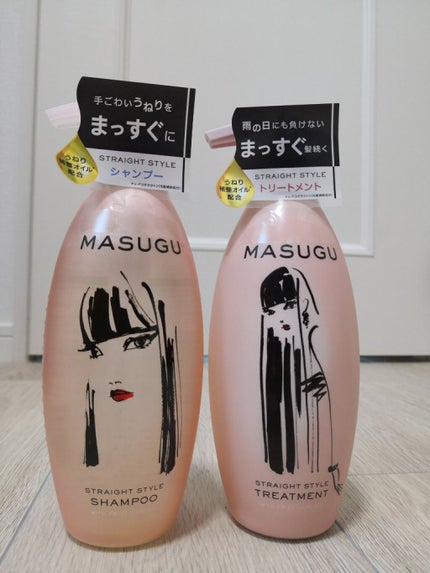 手ごわいうねりを
まっすぐに
うねり
補整オイル
配合
STRAIGHT STYLE
シャンプー
MASUGU
STRAIGHT STYLE
SHAMPOO
雨の日にも負けない
まっすぐ髪続く
うねり
補整オイル
配合
STRAIGHT STYLE
トリートメント
MASUGU
STRAIGHT STYLE
TREATMENT